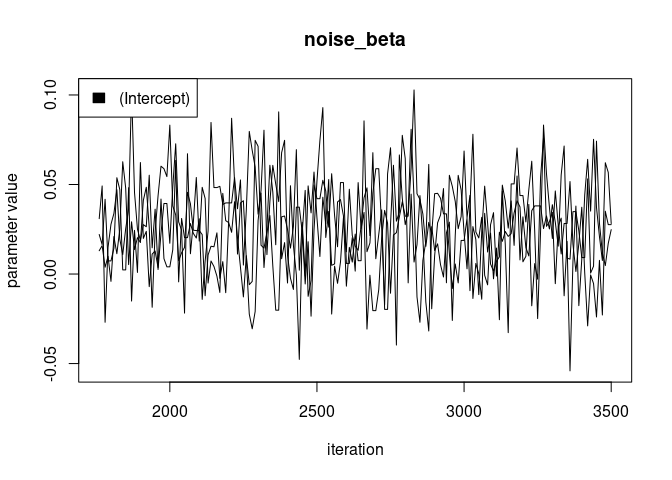 noise_beta
(Intercept)
0.10
0.05
0.00
-0.05
parameter value
2000 2500 3000 3500
iteration